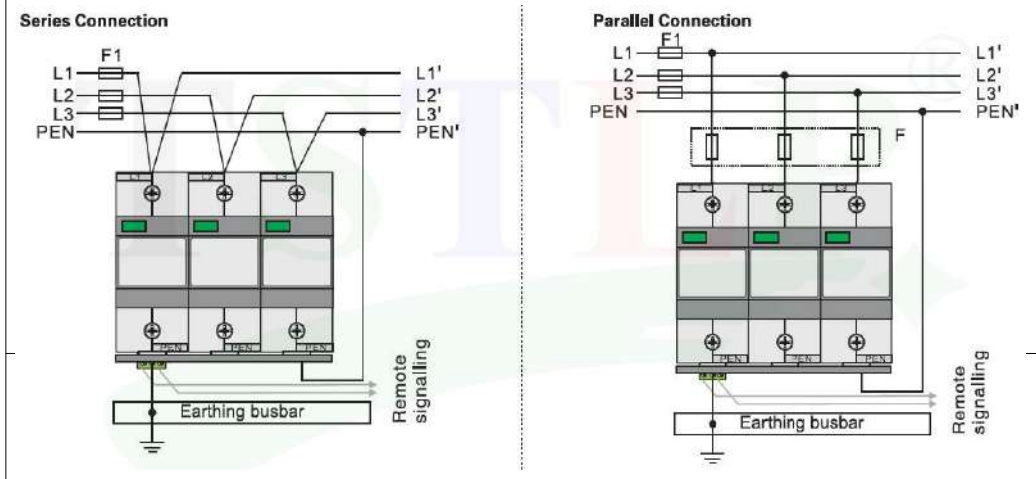 Series Connection
F1
L1
L2
L3
PEN
L1'
L2'
L3'
PEN'
L1
L2
L3
PEN
PEN
PEN
Earthing busbar
Remote
signalling
Parallel Connection
F1
L1
L2
L3
PEN
L1'
L2'
L3'
PEN'
F
L1
L2
L3
PEN
PEN
PEN
Earthing busbar
Remote
signalling
TSTLP
®